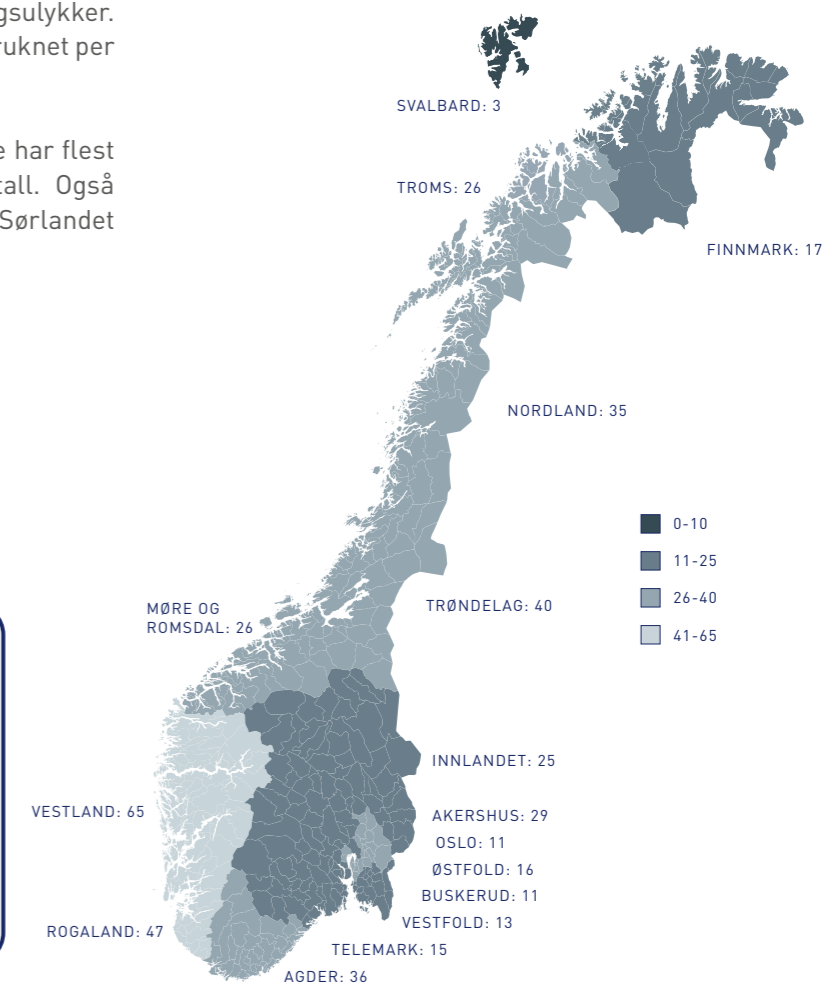 gsulykker.
ruknet per
e har flest
tall. Også
Sørlandet
SVALBARD: 3
TROMS: 26
FINNMARK: 17
NORDLAND: 35
0-10
11-25
26-40
41-65
MØRE OG
ROMSDAL: 26
TRØNDELAG: 40
INNLANDET: 25
VESTLAND: 65
AKERSHUS: 29
OSLO: 11
ØSTFOLD: 16
BUSKERUD: 11
VESTFOLD: 13
ROGALAND: 47
TELEMARK: 15
AGDER: 36